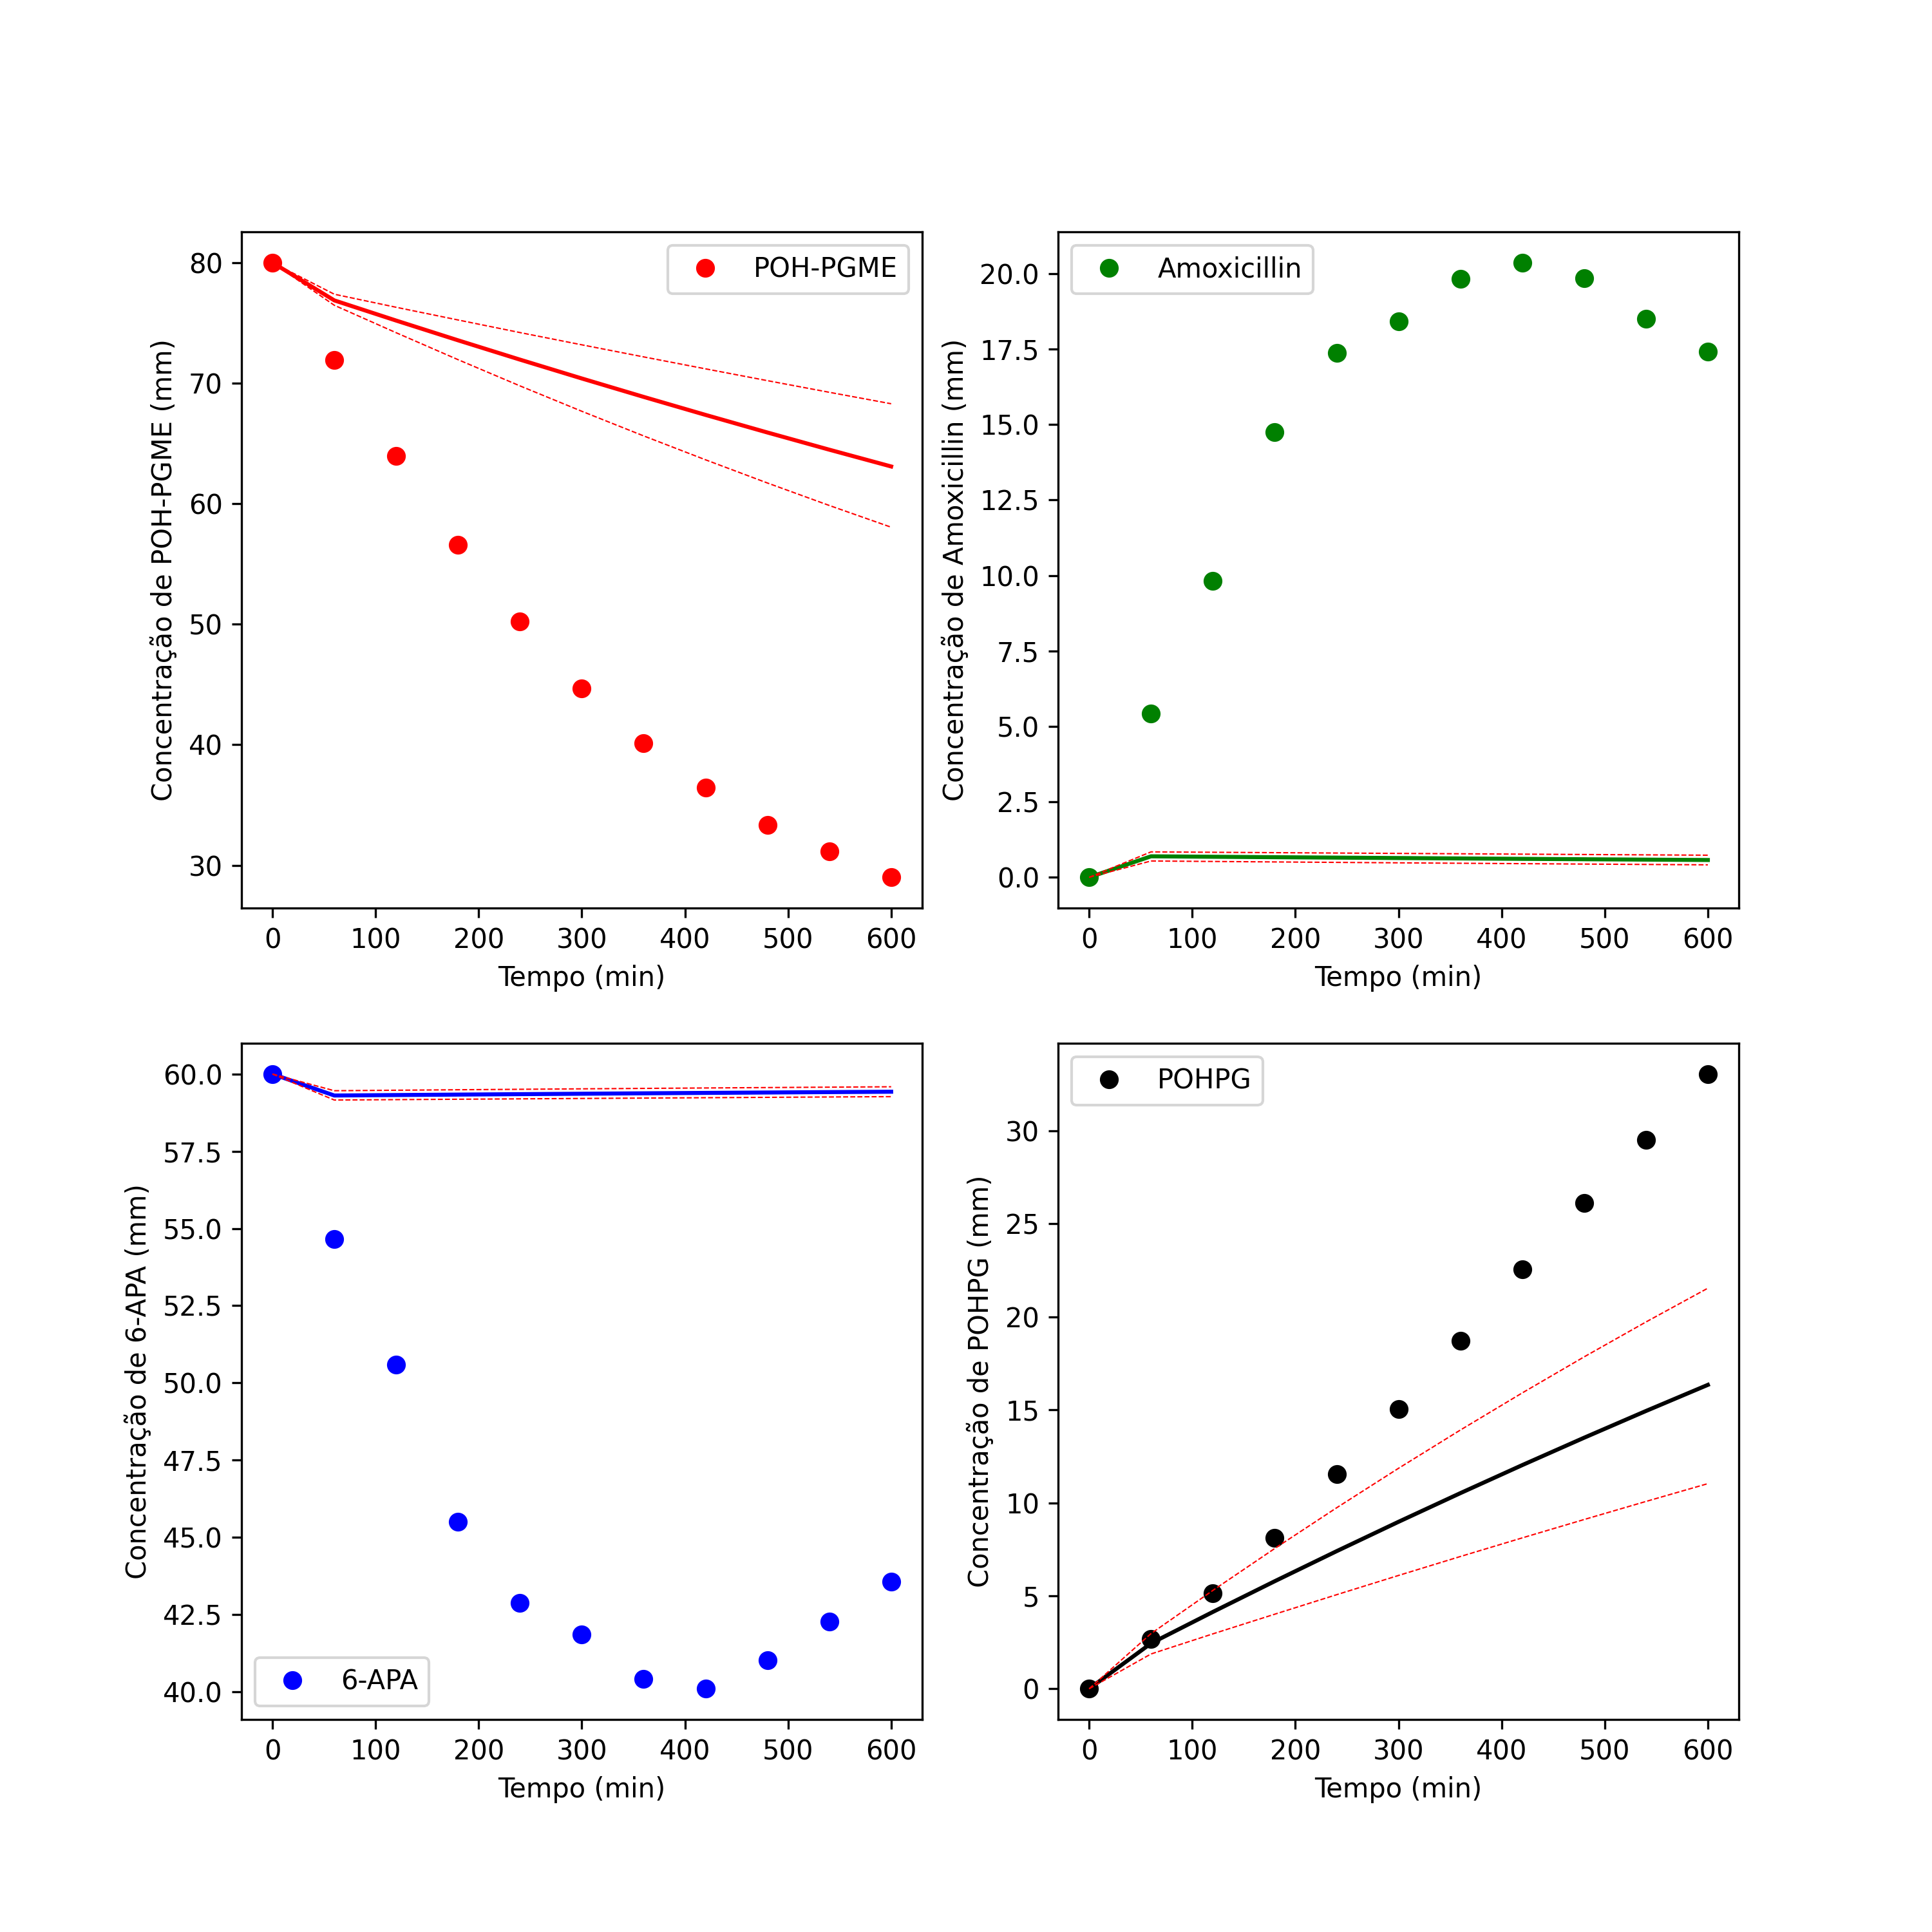 POH-PGME
Concentração de POH-PGME (mm)
80
70
60
50
40
30
0 100 200 300 400 500 600
Tempo (min)
Amoxicillin
Concentração de Amoxicillin (mm)
20.0
17.5
15.0
12.5
10.0
7.5
5.0
2.5
0.0
0 100 200 300 400 500 600
Tempo (min)
6-APA
Concentração de 6-APA (mm)
60.0
57.5
55.0
52.5
50.0
47.5
45.0
42.5
40.0
0 100 200 300 400 500 600
Tempo (min)
POHPG
Concentração de POHPG (mm)
30
25
20
15
10
5
0
0 100 200 300 400 500 600
Tempo (min)